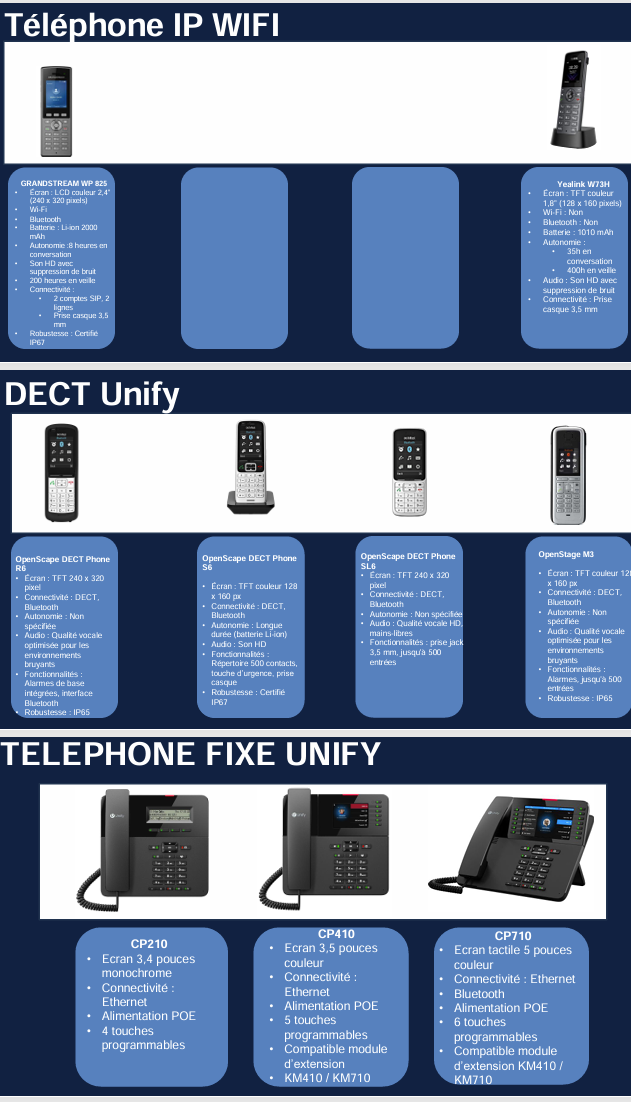 Téléphone IP WIFI
GRANDSTREAM WP 825
• Écran : LCD couleur 2,4"
(240 x 320 pixels)
• Wi-Fi
• Bluetooth
• Batterie : Li-ion 2000
mAh
• Autonomie :8 heures en
conversation
• Son HD avec
suppression de bruit
• 200 heures en veille
• Connectivité :
• 2 comptes SIP, 2
lignes
• Prise casque 3,5
mm
• Robustesse : Certifié
IP67
Yealink W73H
• Écran : TFT couleur
1,8" (128 x 160 pixels)
• Wi-Fi : Non
• Bluetooth : Non
• Batterie : 1010 mAh
• Autonomie :
• 35h en
conversation
• 400h en veille
• Audio : Son HD avec
suppression de bruit
• Connectivité : Prise
casque 3,5 mm
DECT Unify
OpenScape DECT Phone
R6
• Écran : TFT 240 x 320
pixel
• Connectivité : DECT,
Bluetooth
• Autonomie : Non
spécifiée
• Audio : Qualité vocale
optimisée pour les
environnements
bruyants
• Fonctionnalités :
Alarmes de base
intégrées, interface
Bluetooth
• Robustesse : IP65
OpenScape DECT Phone
S6
• Écran : TFT couleur 128
x 160 px
• Connectivité : DECT,
Bluetooth
• Autonomie : Longue
durée (batterie Li-ion)
• Audio : Son HD
• Fonctionnalités :
Répertoire 500 contacts,
touche d'urgence, prise
casque
• Robustesse : Certifié
IP67
OpenScape DECT Phone
SL6
• Écran : TFT 240 x 320
pixel
• Connectivité : DECT,
Bluetooth
• Autonomie : Non spécifiée
• Audio : Qualité vocale HD,
mains-libres
• Fonctionnalités : prise jack
3,5 mm, jusqu'à 500
entrées
OpenStage M3
• Écran : TFT couleur 128
x 160 px
• Connectivité : DECT,
Bluetooth
• Autonomie : Non
spécifiée
• Audio : Qualité vocale
optimisée pour les
environnements
bruyants
• Fonctionnalités :
Alarmes, jusqu'à 500
entrées
• Robustesse : IP65
TELEPHONE FIXE UNIFY
unify
unify
CP210
• Ecran 3,4 pouces
monochrome
• Connectivité :
Ethernet
• Alimentation POE
• 4 touches
programmables
CP410
• Ecran 3,5 pouces
couleur
• Connectivité :
Ethernet
• Alimentation POE
• 5 touches
programmables
• Compatible module
d'extension
• KM410 / KM710
CP710
• Ecran tactile 5 pouces
couleur
• Connectivité : Ethernet
• Bluetooth
• Alimentation POE
• 6 touches
programmables
• Compatible module
d'extension KM410 /
KM710